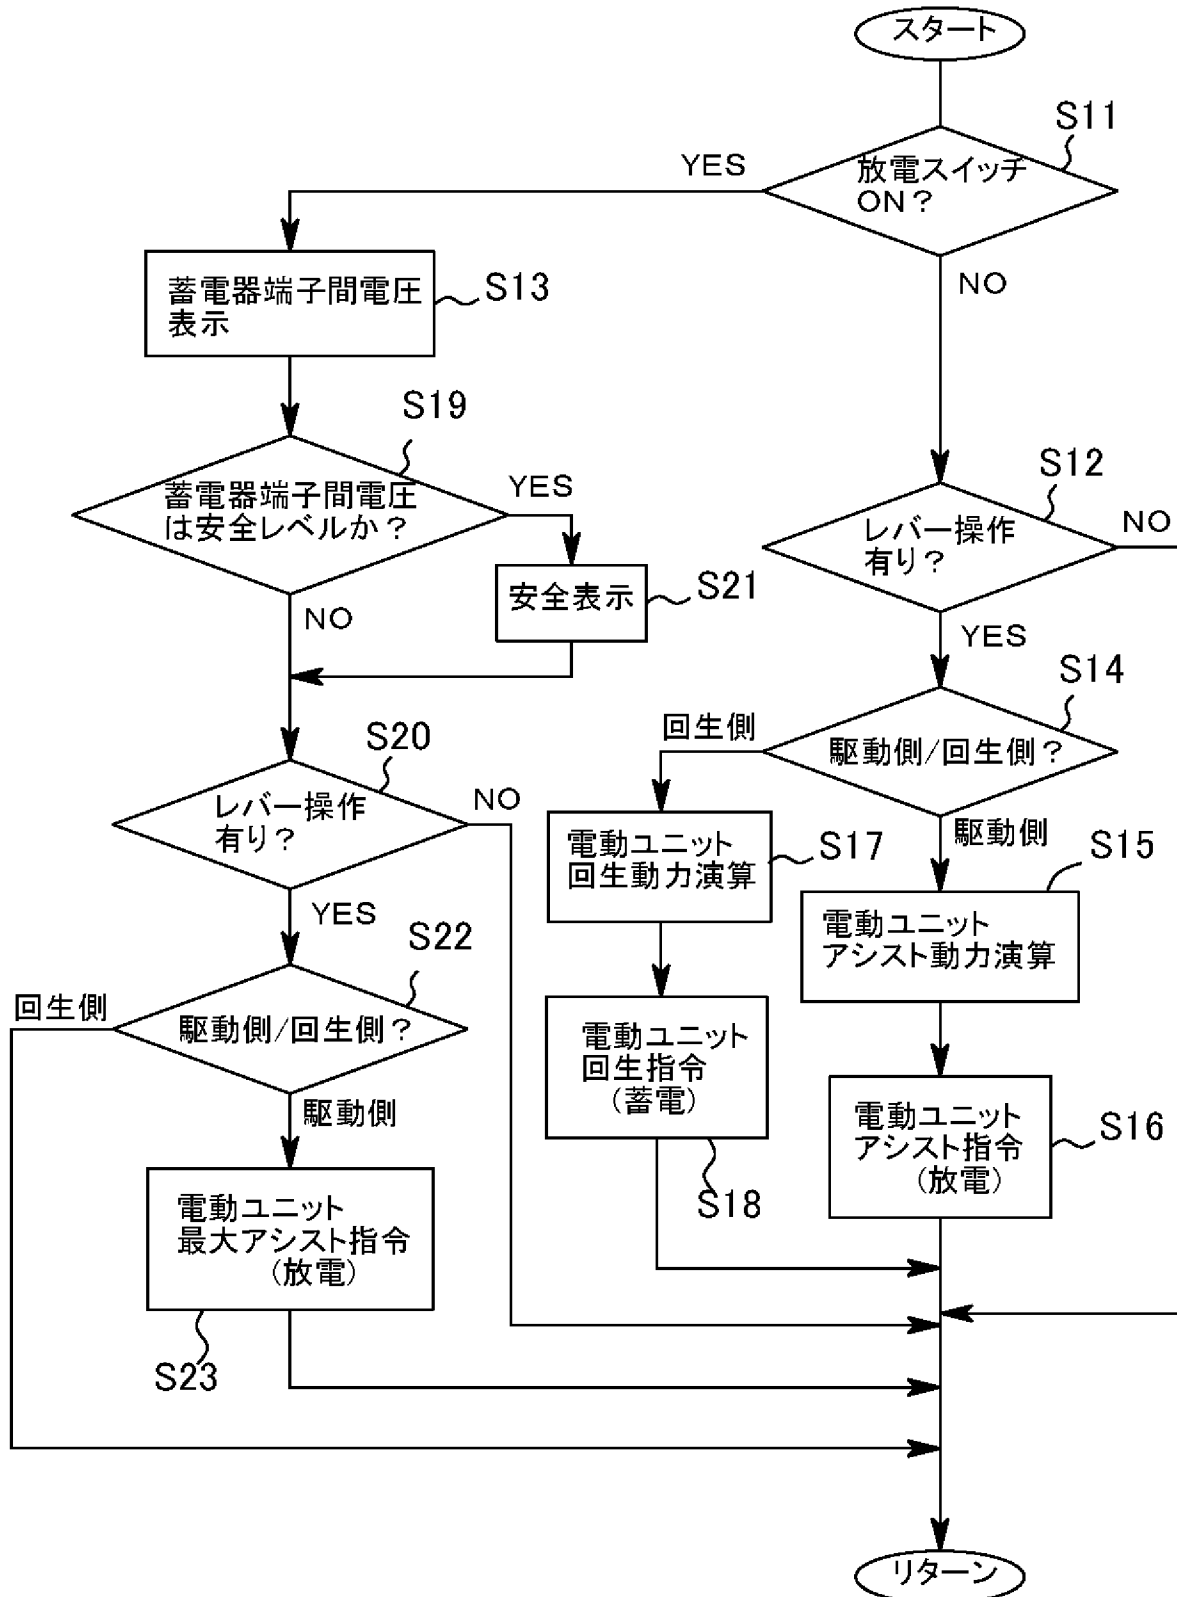 スタート
S11
放電スイッチ
ON？
YES
NO
蓄電器端子間電圧
表示
S13
S19
蓄電器端子間電圧
は安全レベルか？
YES
NO
安全表示
S21
S12
レバー操作
有り？
NO
YES
S14
駆動側/回生側？
回生側
駆動側
S20
レバー操作
有り？
NO
YES
電動ユニット
回生動力演算
S17
S15
電動ユニット
アシスト動力演算
S22
駆動側/回生側？
回生側
駆動側
電動ユニット
回生指令
（蓄電）
S18
電動ユニット
アシスト指令
（放電）
S16
電動ユニット
最大アシスト指令
（放電）
S23
リターン